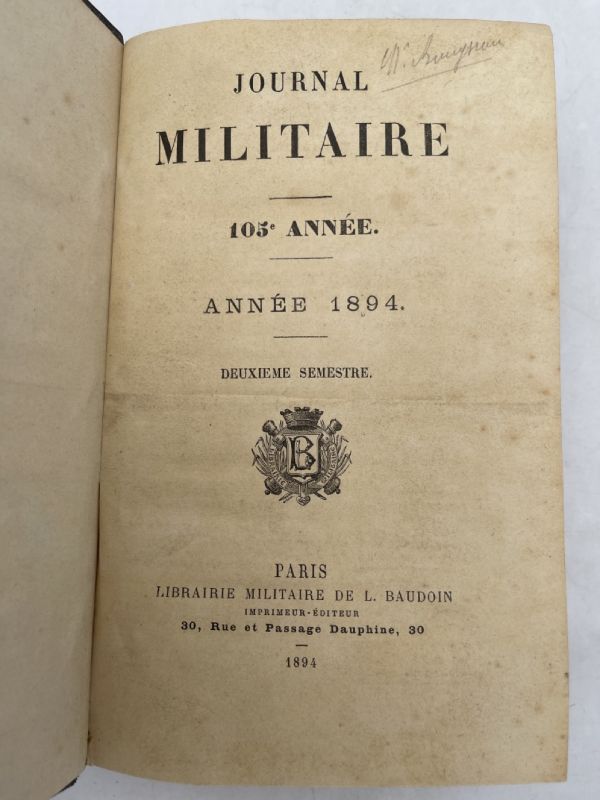 JOURNAL
MILITAIRE
105e ANNÉE.
ANNÉE 1894.
DEUXIEME SEMESTRE.
B
PARIS
LIBRAIRIE MILITAIRE DE L. BAUDOIN
IMPRIMEUR-ÉDITEUR
30, Rue et Passage Dauphine, 30
1894